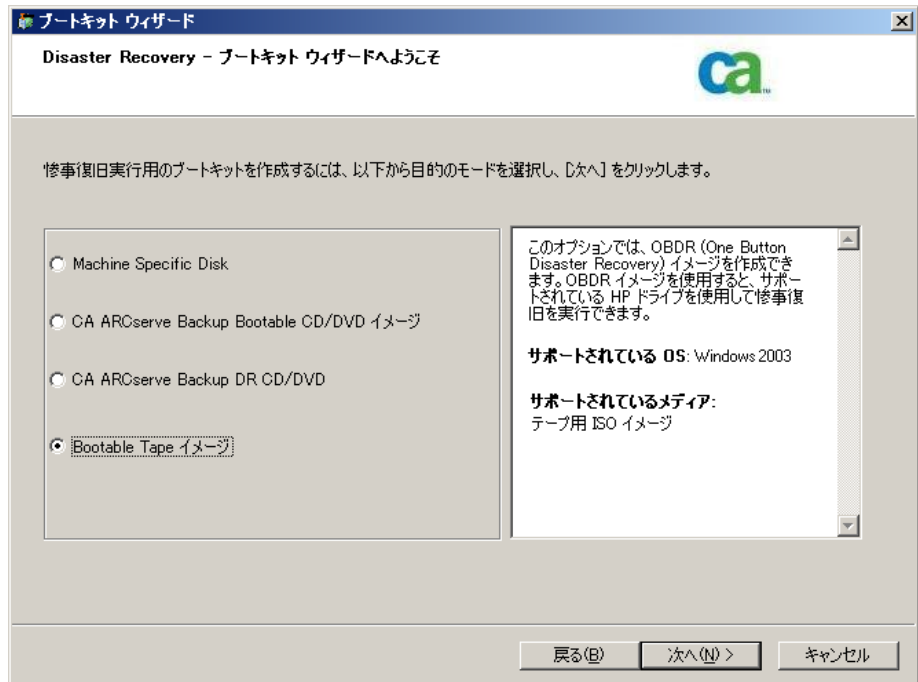 ブートキット ウィザード
Disaster Recovery - ブートキット ウィザードへようこそ
ca
惨事復旧実行用のブートキットを作成するには、以下から目的のモードを選択し、[次へ] をクリックします。
Machine Specific Disk
CA ARCserve Backup Bootable CD/DVD イメージ
CA ARCserve Backup DR CD/DVD
Bootable Tape イメージ
このオプションでは、OBDR (One Button
Disaster Recovery) イメージを作成でき
ます。OBDR イメージを使用すると、サポー
トされている HP ドライブを使用して惨事復
旧を実行できます。
サポートされている OS: Windows 2003
サポートされているメディア:
テープ用 ISO イメージ
戻る(B)
次へ(N) >
キャンセル